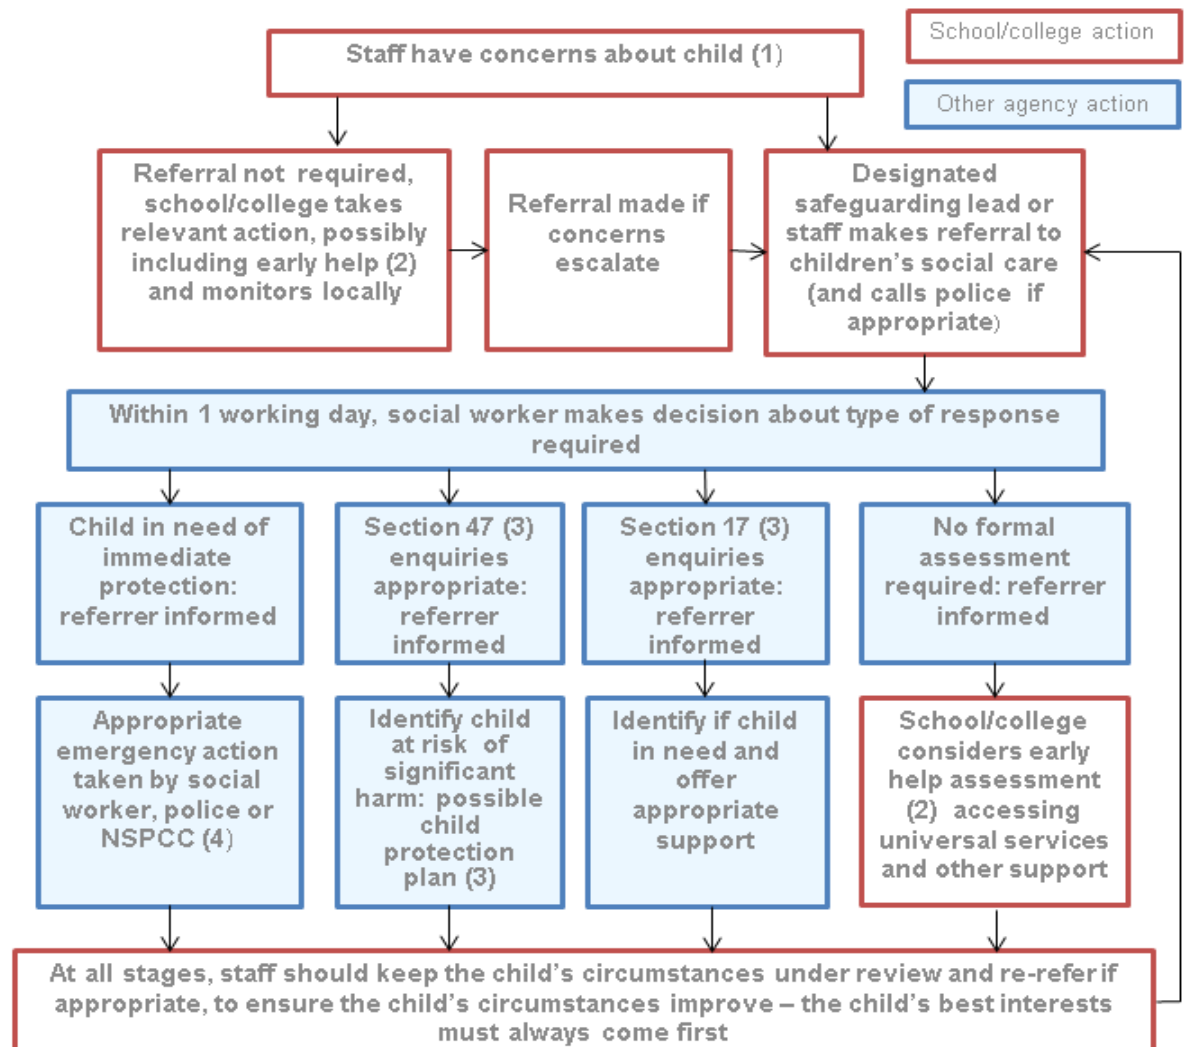 School/college action
Staff have concerns about child (1)
Other agency action
Referral not required,
school/college takes
relevant action, possibly
including early help (2)
and monitors locally
Referral made if
concerns
escalate
Designated
safeguarding lead or
staff makes referral to
children's social care
(and calls police if
appropriate)
Within 1 working day, social worker makes decision about type of response
required
Child in need of
immediate
protection:
referrer informed
Section 47 (3)
enquiries
appropriate:
referrer
informed
Section 17 (3)
enquiries
appropriate:
referrer
informed
No formal
assessment
required: referrer
informed
Appropriate
emergency action
taken by social
worker, police or
NSPCC (4)
Identify child
at risk of
significant
harm: possible
child
protection
plan (3)
Identify if child
in need and
offer
appropriate
support
School/college
considers early
help assessment
(2) accessing
universal services
and other support
At all stages, staff should keep the child's circumstances under review and re-refer if
appropriate, to ensure the child's circumstances improve – the child's best interests
must always come first